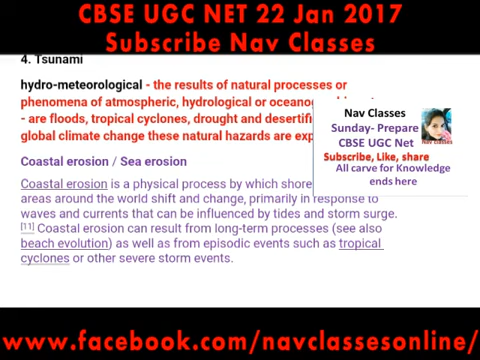 CBSE UGC NET 22 Jan 2017
Subscribe Nav Classes
4. Tsunami
hydro-meteorological - the results of natural processes or
phenomena of atmospheric, hydrological or
- are floods, tropical cyclones, drought and
global climate change these natural hazards are
Nav Classes
Sunday- Prepare
CBSE UGC Net
Subscribe, Like, share
All carve for Knowledge
ends here
Nav Classes
Coastal erosion / Sea erosion
Coastal erosion is a physical process by which
areas around the world shift and change, primarily in response to
waves and currents that can be influenced by tides and storm surge.
[11] Coastal erosion can result from long-term processes (see also
beach evolution) as well as from episodic events such as tropical
cyclones or other severe storm events.
www.facebook.com/navclassesonline/